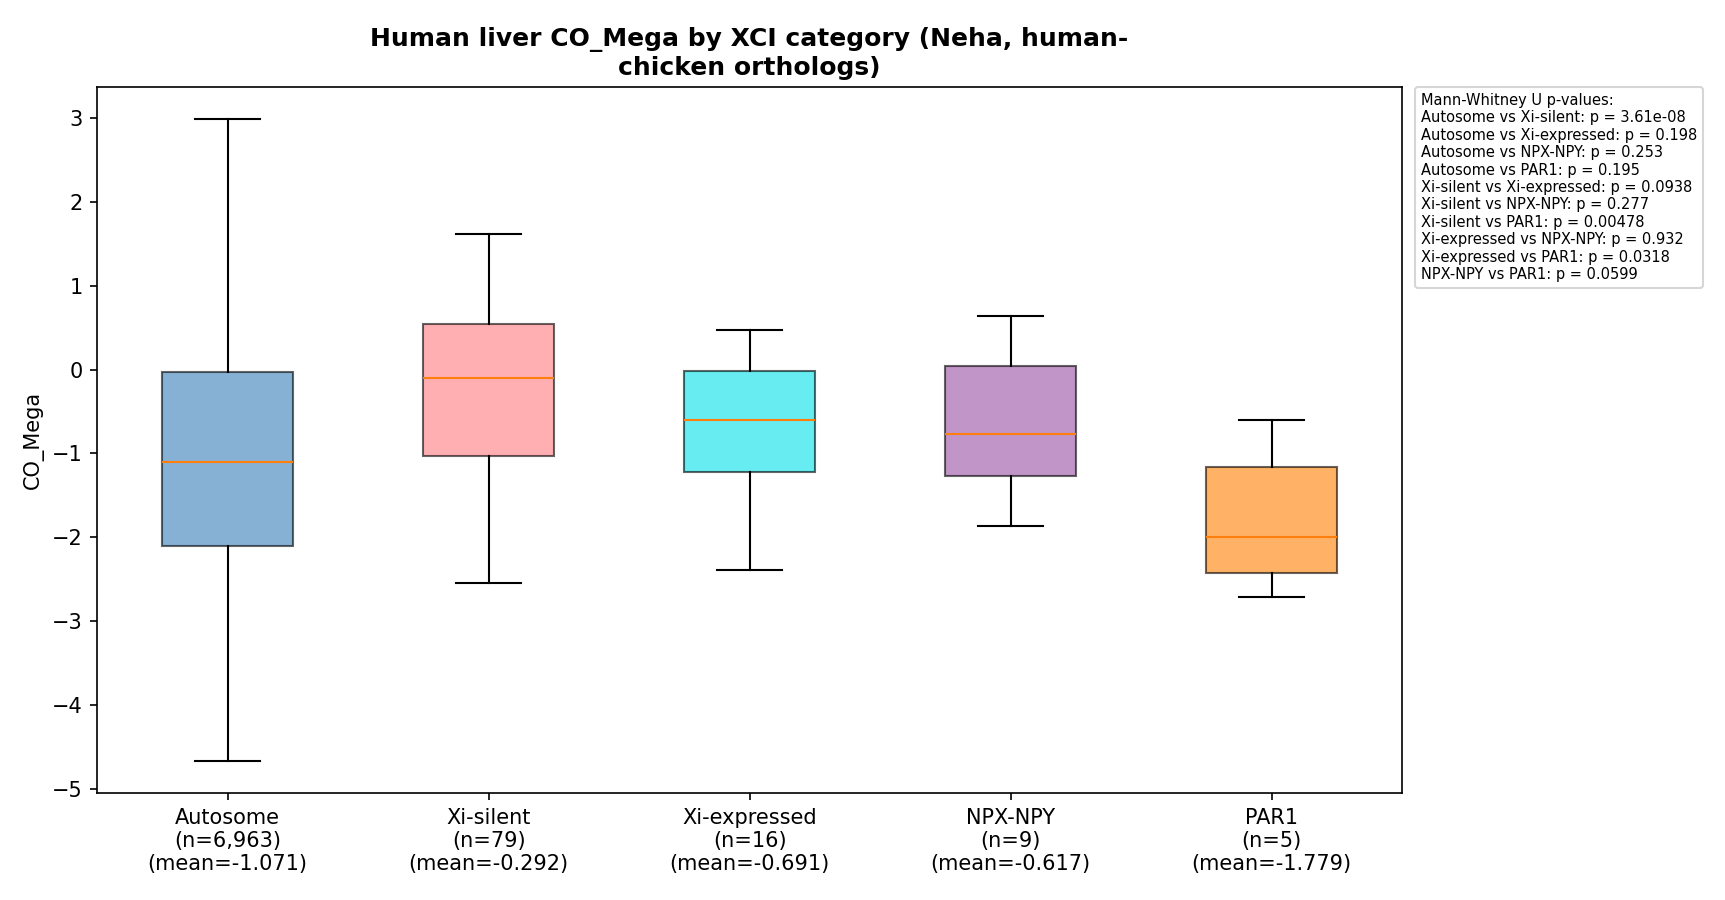 Human liver CO_Mega by XCI category (Neha, human-
chicken orthologs)
Mann-Whitney U p-values:
Autosome vs Xi-silent: p = 3.61e-08
Autosome vs Xi-expressed: p = 0.198
Autosome vs NPX-NPY: p = 0.253
Autosome vs PAR1: p = 0.195
Xi-silent vs Xi-expressed: p = 0.0938
Xi-silent vs NPX-NPY: p = 0.277
Xi-silent vs PAR1: p = 0.00478
Xi-expressed vs NPX-NPY: p = 0.932
Xi-expressed vs PAR1: p = 0.0318
NPX-NPY vs PAR1: p = 0.0599
CO_Mega
3
2
1
0
−1
−2
−3
−4
−5
Autosome
(n=6,963)
(mean=-1.071)
Xi-silent
(n=79)
(mean=-0.292)
Xi-expressed
(n=16)
(mean=-0.691)
NPX-NPY
(n=9)
(mean=-0.617)
PAR1
(n=5)
(mean=-1.779)